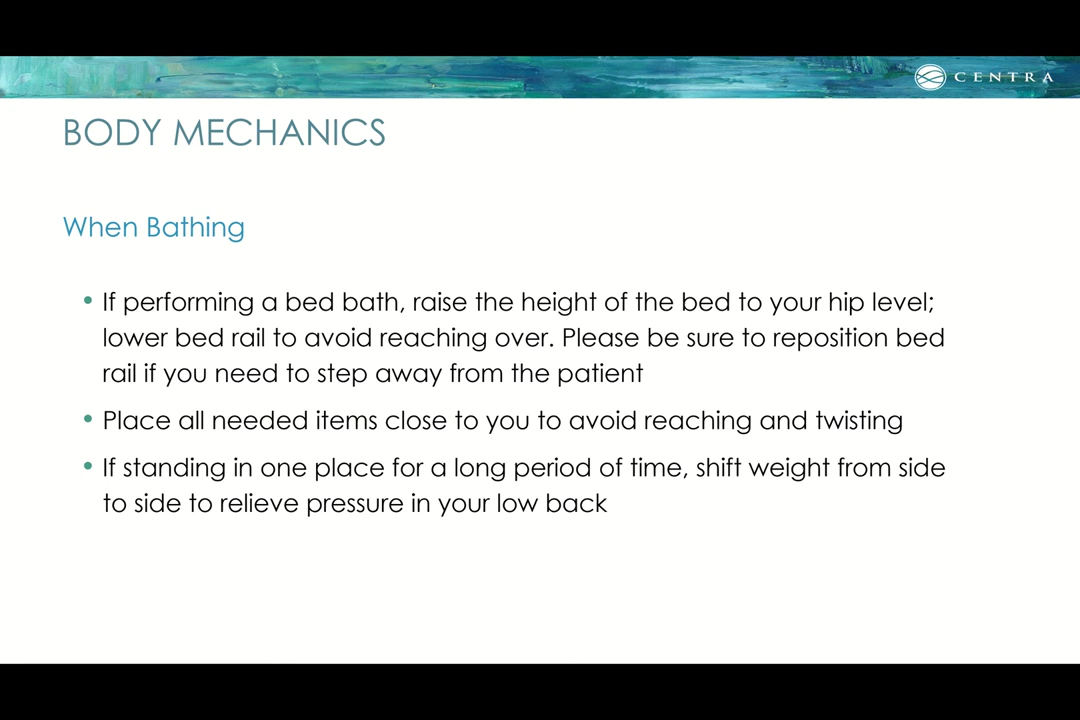 CENTRA
BODY MECHANICS
When Bathing
• If performing a bed bath, raise the height of the bed to your hip level;
lower bed rail to avoid reaching over. Please be sure to reposition bed
rail if you need to step away from the patient
• Place all needed items close to you to avoid reaching and twisting
• If standing in one place for a long period of time, shift weight from side
to side to relieve pressure in your low back